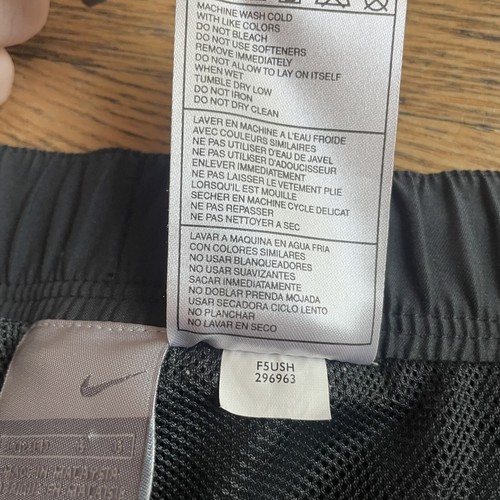 MACHINE WASH COLD
WITH LIKE COLORS
DO NOT BLEACH
DO NOT USE SOFTENERS
REMOVE IMMEDIATELY
DO NOT ALLOW TO LAY ON ITSELF
WHEN WET
TUMBLE DRY LOW
DO NOT IRON
DO NOT DRY CLEAN
LAVER EN MACHINE A L'EAU FROIDE
AVEC COULEURS SIMILAIRES
NE PAS UTILISER D'EAU DE JAVEL
NE PAS UTILISER D'ADOUCISSEUR
ENLEVER IMMEDIATEMENT
NE PAS LAISSER LE VETEMENT PLIE
LORSQU'IL EST MOUILLE
SECHER EN MACHINE CYCLE DELICAT
NE PAS REPASSER
NE PAS NETTOYER A SEC
LAVAR A MAQUINA EN AGUA FRIA
CON COLORES SIMILARES
NO USAR BLANQUEADORES
NO USAR SUAVIZANTES
SACAR INMEDIATAMENTE
NO DOBLAR PRENDA MOJADA
USAR SECADORA CICLO LENTO
NO PLANCHAR
NO LAVAR EN SECO
F5USH
296963
MADE IN MALAYSIA